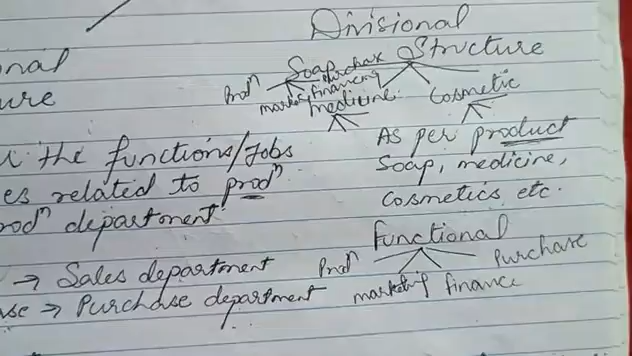 Divisional
onal Structure
ure Soap Purchase
Prodⁿ marketing financing medicine Cosmetic
the functions/Jobs As per product
es related to prodⁿ Soap, medicine,
rodⁿ department Cosmetics etc.
Functional
→ Sales department Prodⁿ Purchase
ase → Purchase department marketing finance